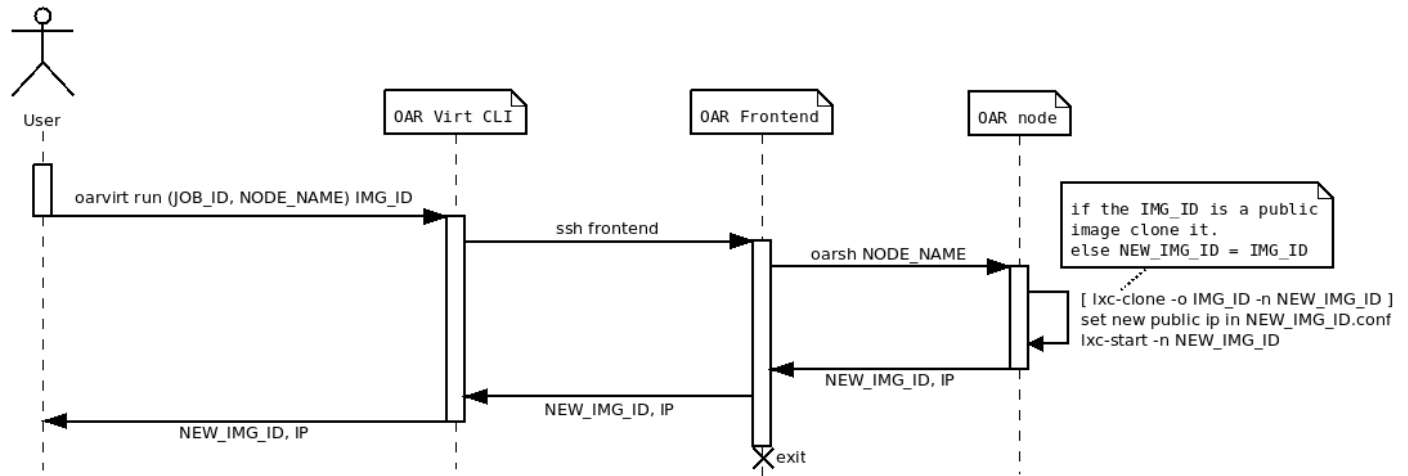 User
OAR Virt CLI
OAR Frontend
OAR node
oarvirt run (JOB_ID, NODE_NAME) IMG_ID
ssh frontend
oarsh NODE_NAME
if the IMG_ID is a public
image clone it.
else NEW_IMG_ID = IMG_ID
[ lxc-clone -o IMG_ID -n NEW_IMG_ID ]
set new public ip in NEW_IMG_ID.conf
lxc-start -n NEW_IMG_ID
NEW_IMG_ID, IP
NEW_IMG_ID, IP
NEW_IMG_ID, IP
exit